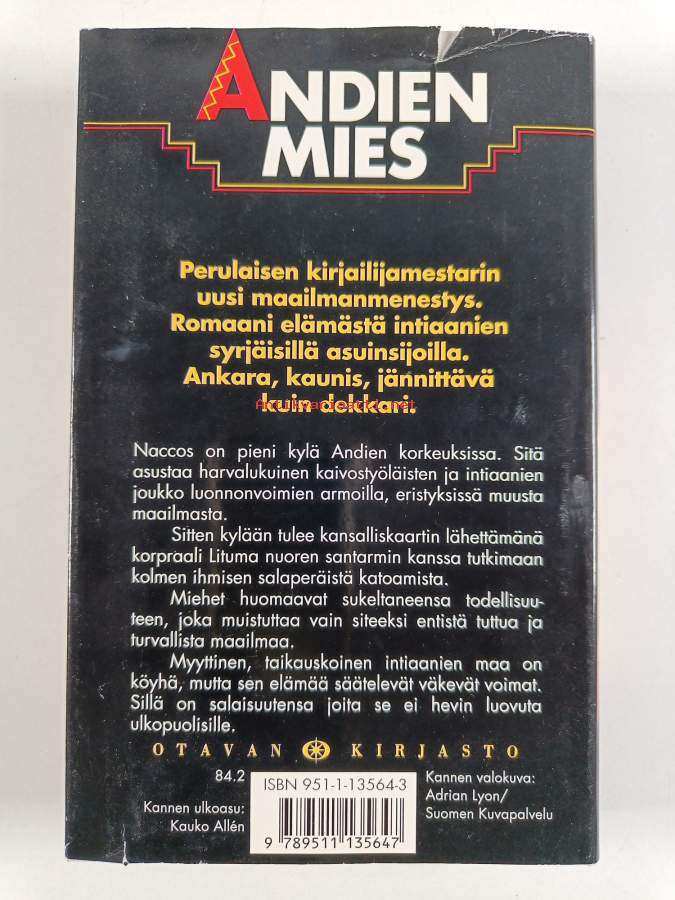 ANDIEN
MIES
Perulaisen kirjailijamestarin
uusi maailmanmenestys.
Romaani elämästä intiaanien
syrjäisillä asuinsijoilla.
Ankara, kaunis, jännittävä
kuin dekkari.
Antikvariaatit.net
Naccos on pieni kylä Andien korkeuksissa. Sitä
asustaa harvalukuinen kaivostyöläisten ja intiaanien
joukko luonnonvoimien armoilla, eristyksissä muusta
maailmasta.
Sitten kylään tulee kansalliskaartin lähettämänä
korpraali Lituma nuoren santarmin kanssa tutkimaan
kolmen ihmisen salaperäistä katoamista.
Miehet huomaavat sukeltaneensa todellisuu-
teen, joka muistuttaa vain siteeksi entistä tuttua ja
turvallista maailmaa.
Myyttinen, taikauskoinen intiaanien maa on
köyhä, mutta sen elämää säätelevät väkevät voimat.
Sillä on salaisuutensa joita se ei hevin luovuta
ulkopuolisille.
OTAVAN KIRJASTO
84.2
Kannen ulkoasu:
Kauko Allén
ISBN 951-1-13564-3
9 789511 135647
Kannen valokuva:
Adrian Lyon/
Suomen Kuvapalvelu